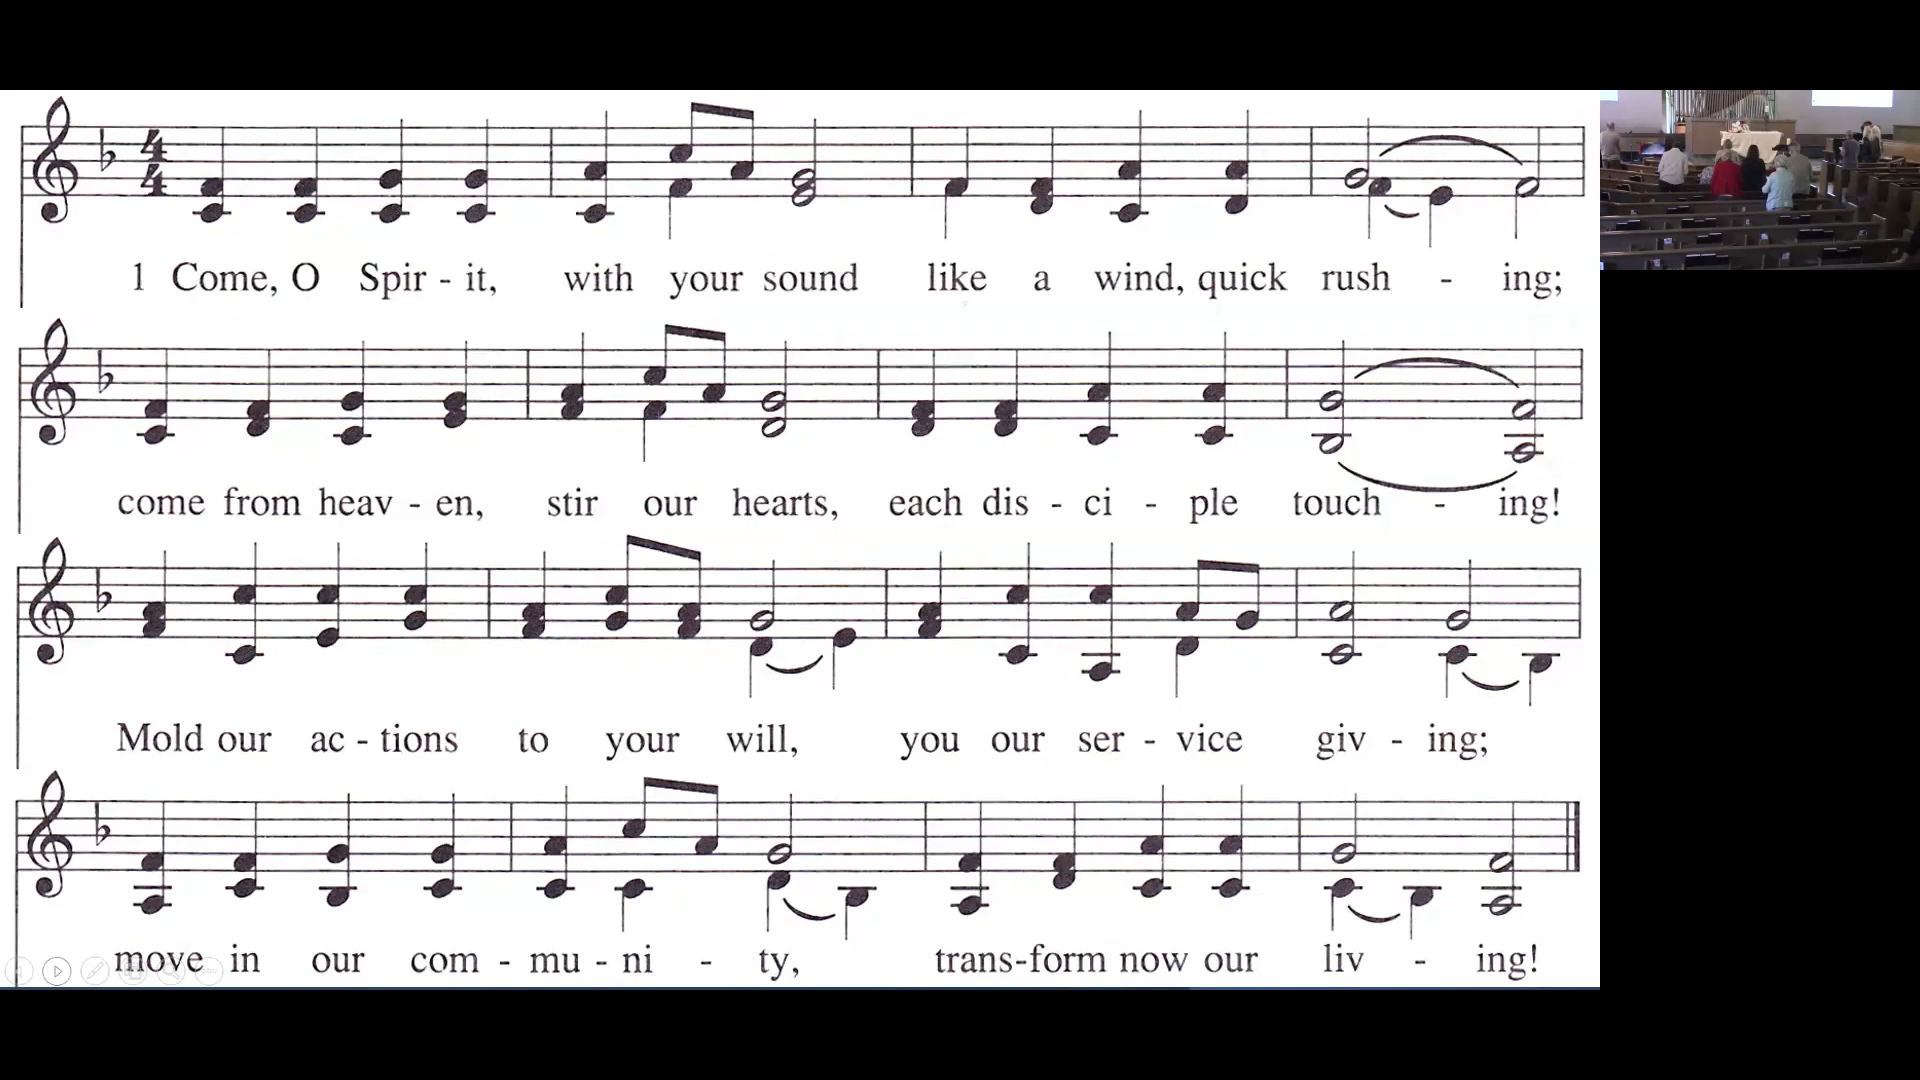 4
4
1 Come, O Spir - it, with your sound like a wind, quick rush - ing;
come from heav - en, stir our hearts, each dis - ci - ple touch - ing!
Mold our ac - tions to your will, you our ser - vice giv - ing;
move in our com - mu - ni - ty, trans-form now our liv - ing!